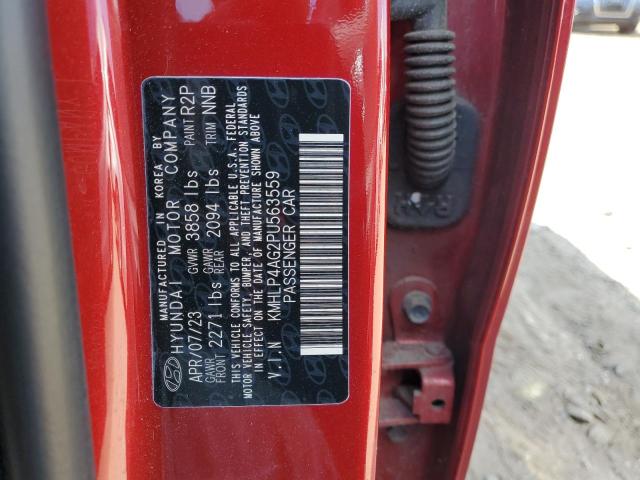 MANUFACTURED IN KOREA BY
HYUNDAI MOTOR COMPANY
APR/07/23 GVWR 3858 lbs PAINT R2P
GAWR FRONT 2271 lbs GAWR REAR 2094 lbs TRIM NNB
THIS VEHICLE CONFORMS TO ALL APPLICABLE U.S.A. FEDERAL
MOTOR VEHICLE SAFETY, BUMPER, AND THEFT PREVENTION STANDARDS
IN EFFECT ON THE DATE OF MANUFACTURE SHOWN ABOVE
V.I.N KMHLP4AG2PU563559
PASSENGER CAR